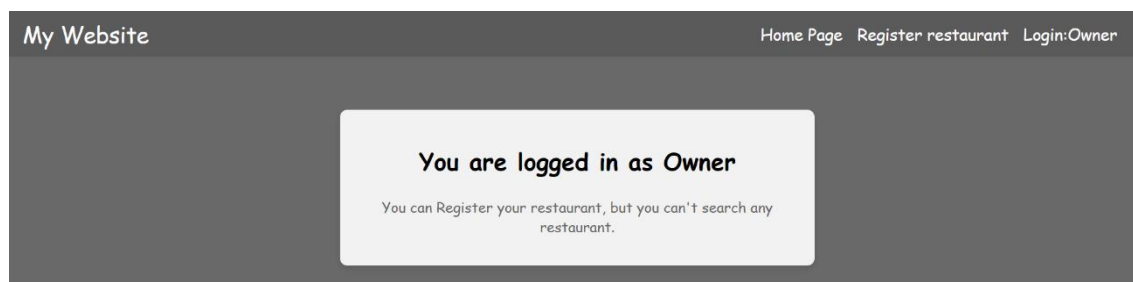 My Website
Home Page Register restaurant Login:Owner
You are logged in as Owner
You can Register your restaurant, but you can't search any
restaurant.